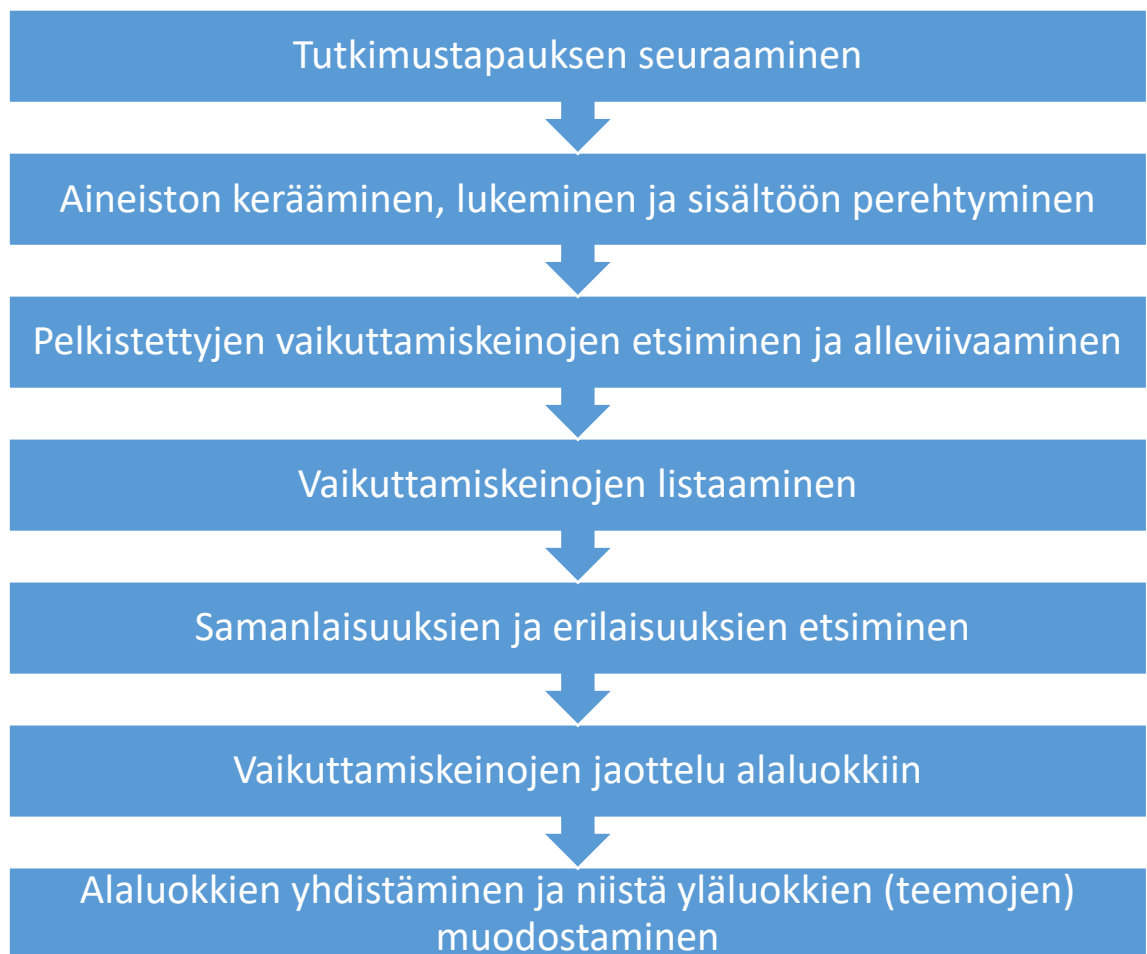 Tutkimustapauksen seuraaminen
Aineiston kerääminen, lukeminen ja sisältöön perehtyminen
Pelkistettyjen vaikuttamiskeinojen etsiminen ja alleviivaaminen
Vaikuttamiskeinojen listaaminen
Samanlaisuuksien ja erilaisuuksien etsiminen
Vaikuttamiskeinojen jaottelu alaluokkiin
Alaluokkien yhdistäminen ja niistä yläluokkien (teemojen)
muodostaminen